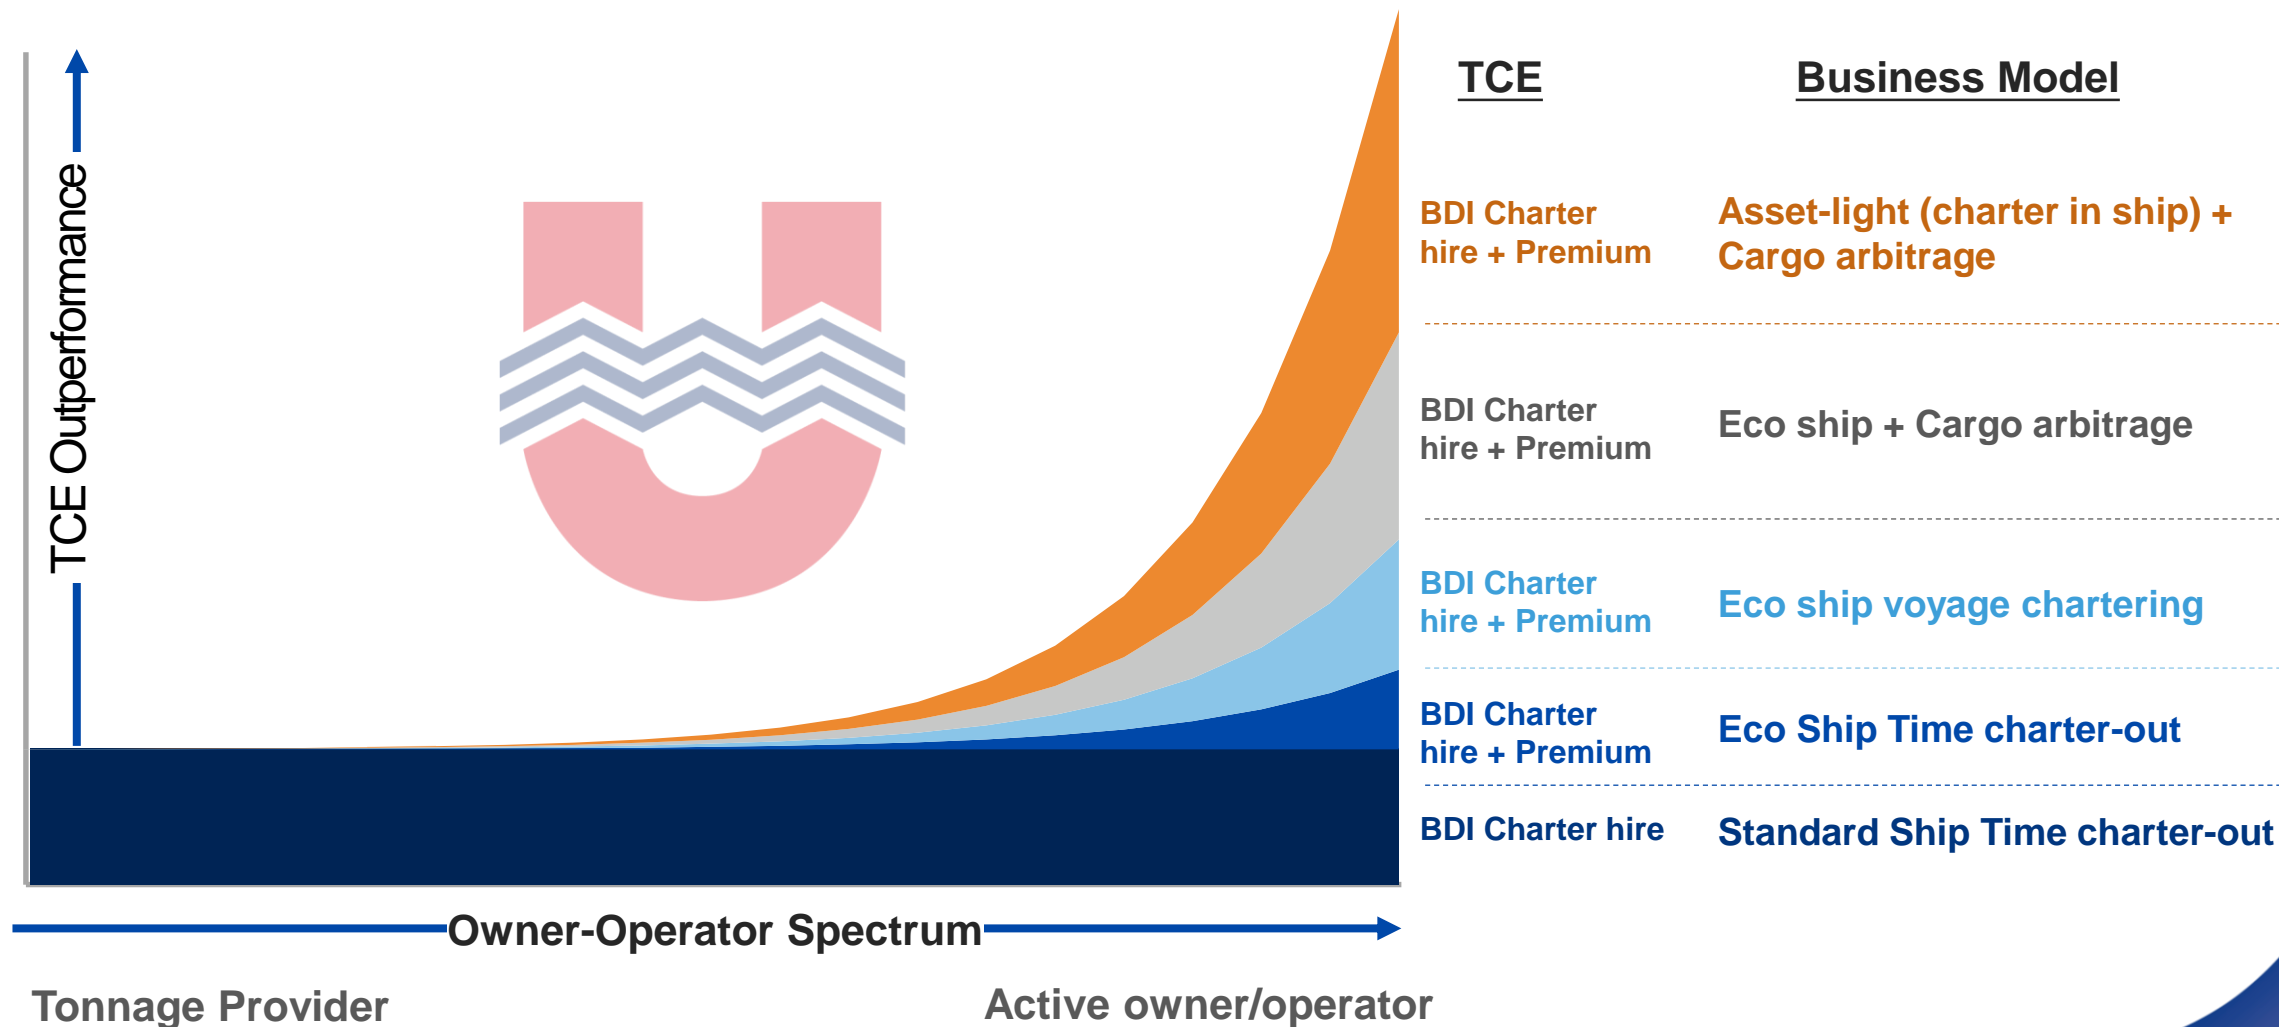 TCE Outperformance
TCE
Business Model
BDI Charter
hire + Premium
Asset-light (charter in ship) +
Cargo arbitrage
BDI Charter
hire + Premium
Eco ship + Cargo arbitrage
BDI Charter
hire + Premium
Eco ship voyage chartering
BDI Charter
hire + Premium
Eco Ship Time charter-out
BDI Charter hire
Standard Ship Time charter-out
Owner-Operator Spectrum
Tonnage Provider
Active owner/operator